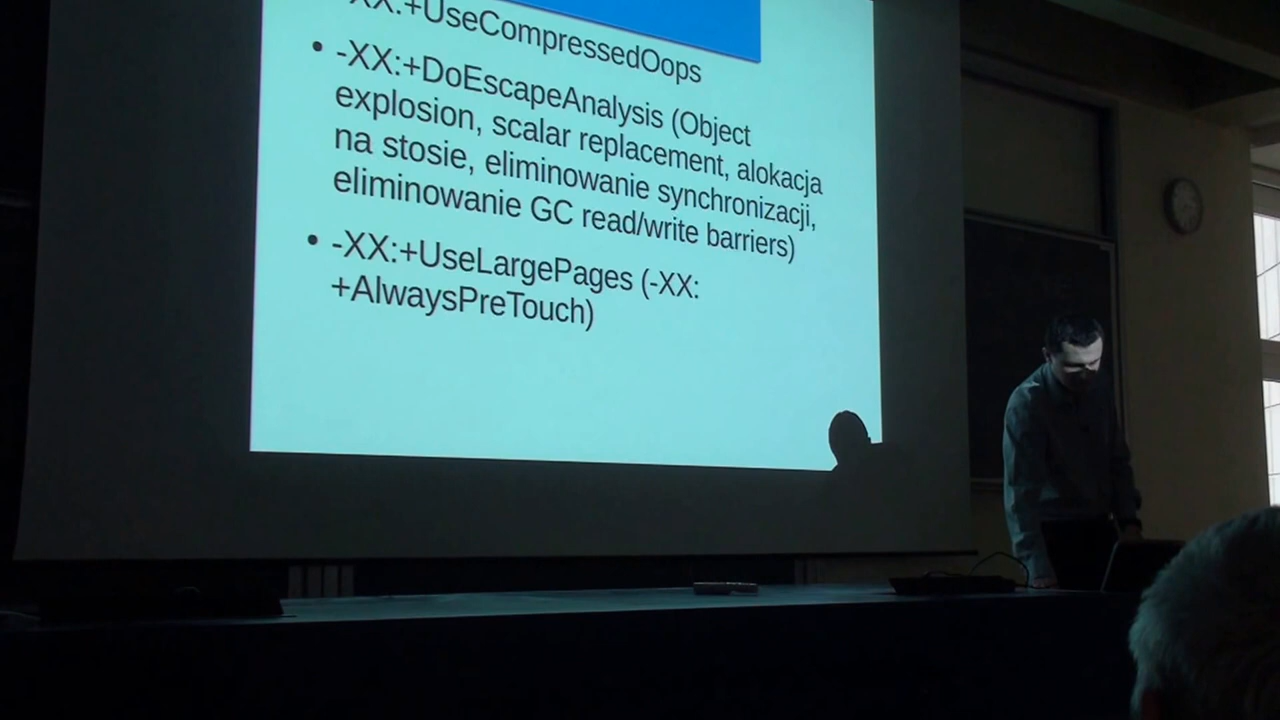 -XX:+UseCompressedOops
• -XX:+DoEscapeAnalysis (Object
explosion, scalar replacement, alokacja
na stosie, eliminowanie synchronizacji,
eliminowanie GC read/write barriers)
• -XX:+UseLargePages (-XX:
+AlwaysPreTouch)